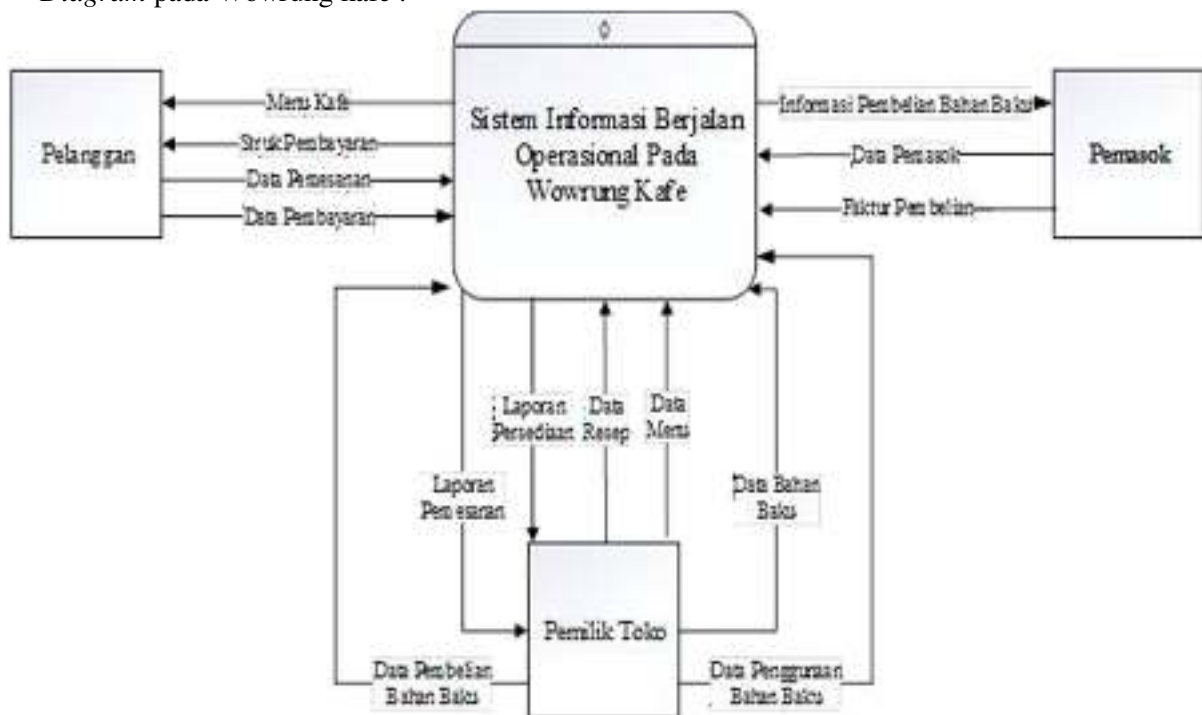 Diagram pada Wowrung kafe :
0
Sistem Informasi Berjalan
Operasional Pada
Wowrung Kafe
Pelanggan
Menu Kafe
Struk Pembayaran
Data Pemesanan
Data Pembayaran
Informasi Pembelian Bahan Baku
Data Pemasok
Faktur Pembelian
Pemasok
Laporan
Persediaan
Data
Resep
Data
Menu
Laporan
Pemesanan
Data Bahan
Baku
Pemilik Toko
Data Pembelian
Bahan Baku
Data Penggunaan
Bahan Baku